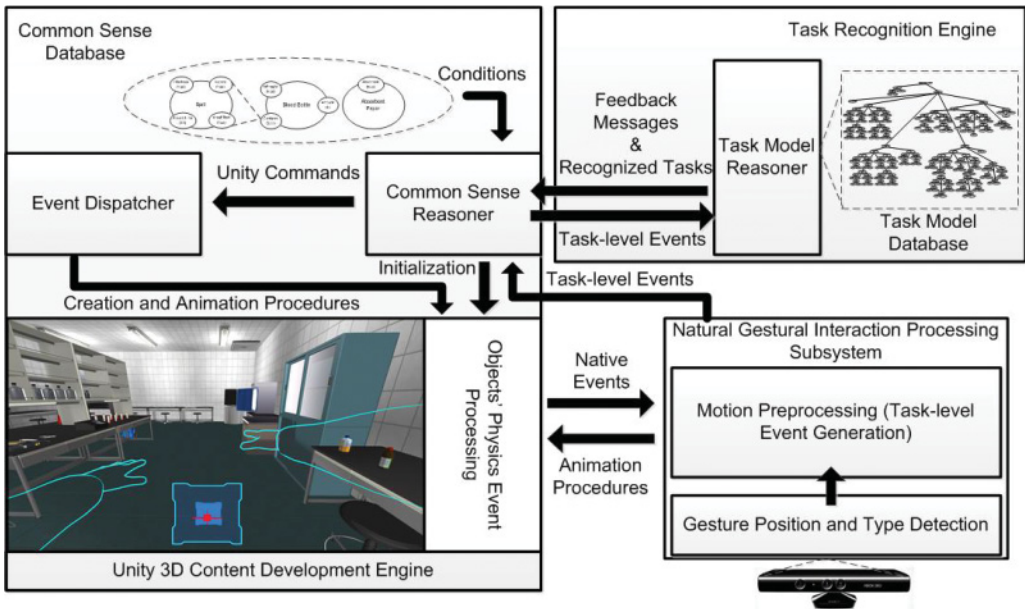 Common Sense
Database
Conditions
Event Dispatcher
Unity Commands
Common Sense
Reasoner
Feedback
Messages
&
Recognized Tasks
Task-level Events
Task Recognition Engine
Task Model
Reasoner
Task Model
Database
Initialization
Task-level Events
Creation and Animation Procedures
Objects' Physics Event
Processing
Native
Events
Animation
Procedures
Natural Gestural Interaction Processing
Subsystem
Motion Preprocessing (Task-level
Event Generation)
Gesture Position and Type Detection
Unity 3D Content Development Engine